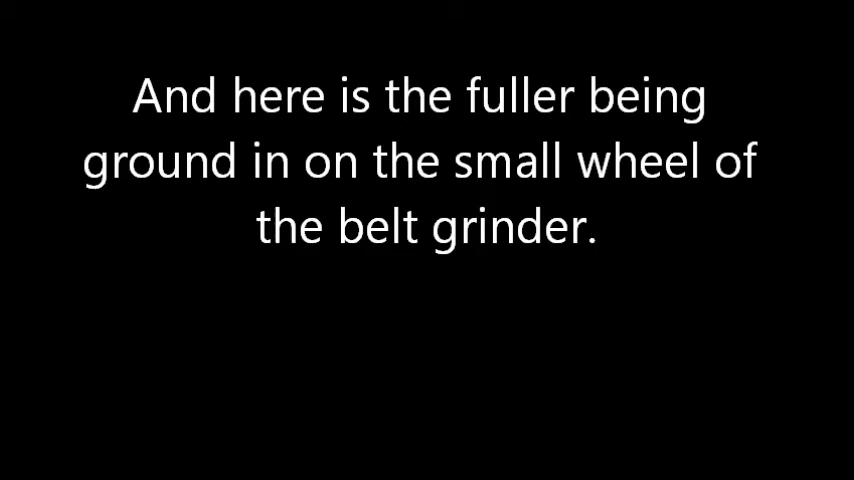 And here is the fuller being
ground in on the small wheel of
the belt grinder.